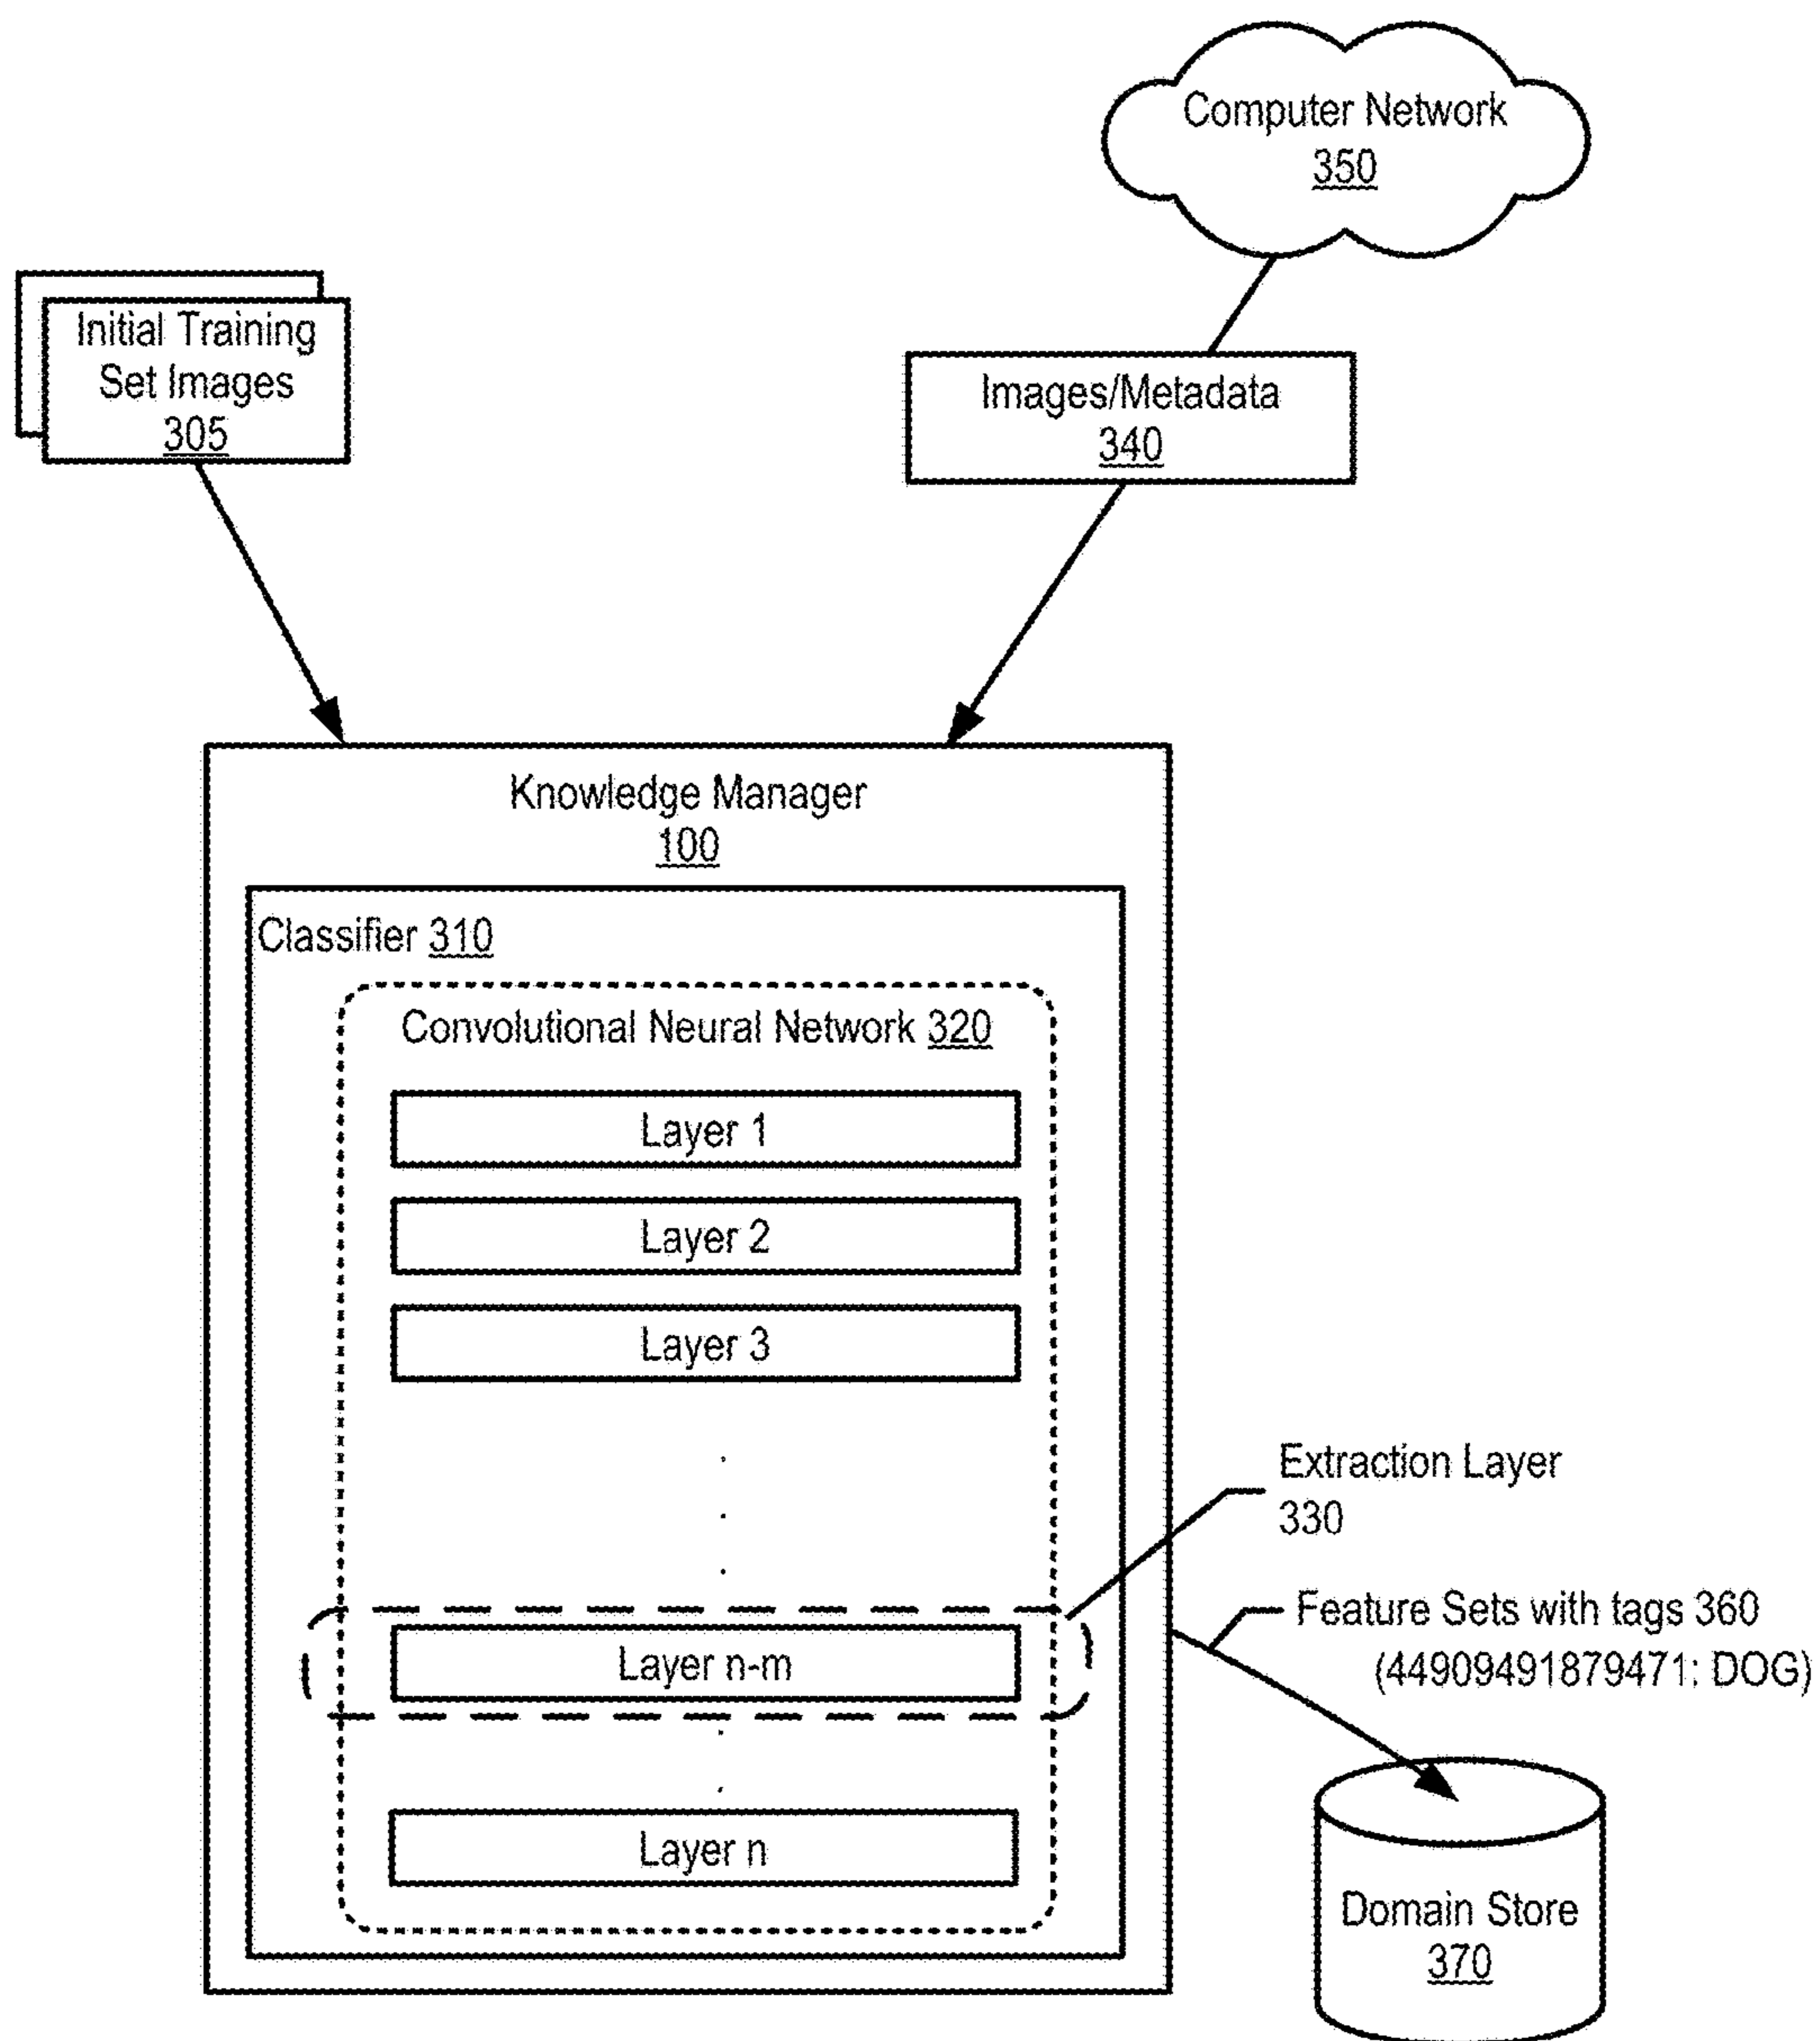 Computer Network
350
Initial Training
Set Images
305
Images/Metadata
340
Knowledge Manager
100
Classifier 310
Convolutional Neural Network 320
Layer 1
Layer 2
Layer 3
Extraction Layer
330
Feature Sets with tags 360
(44909491879471: DOG)
Layer n-m
Layer n
Domain Store
370